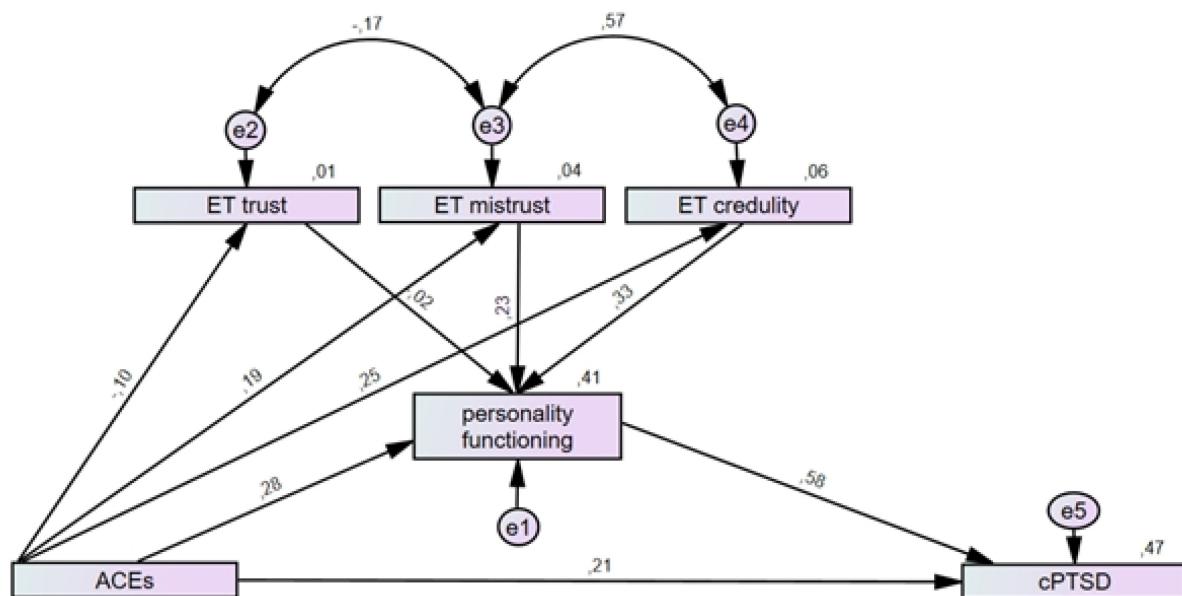 -,17
,57
e2
e3
e4
,01
,04
,06
ET trust
ET mistrust
ET credulity
-,02
,23
,33
-,10
,19
,25
,41
personality
functioning
,28
,58
e1
e5
,21
,47
ACEs
cPTSD